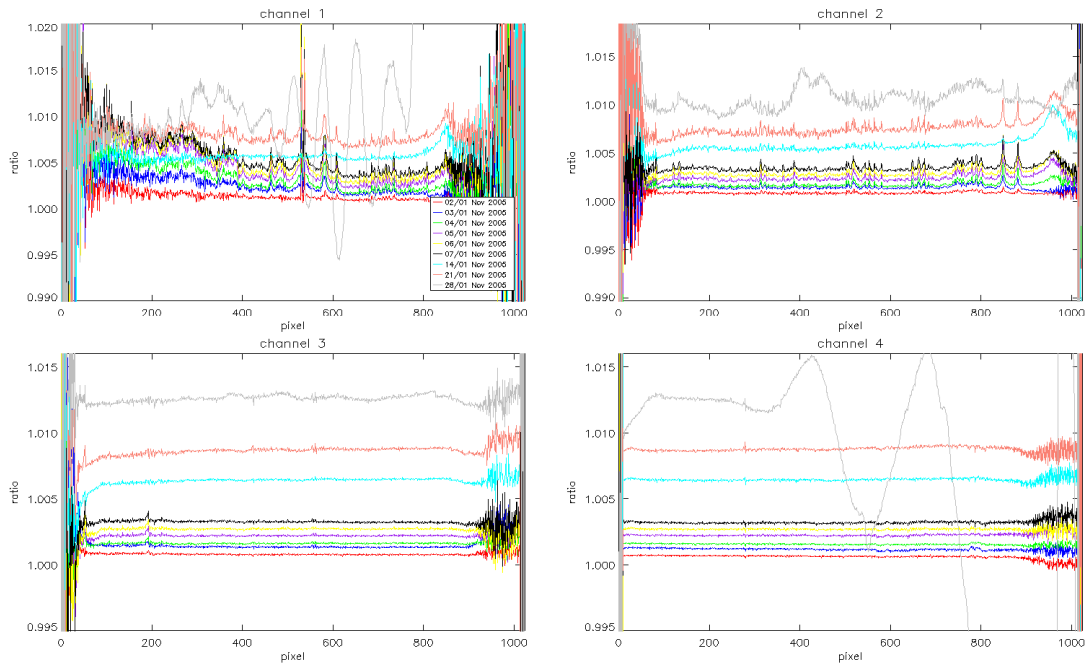 channel 1
1.020
1.015
1.010
1.005
1.000
0.995
0.990
ratio
02/01 Nov 2005
03/01 Nov 2005
04/01 Nov 2005
05/01 Nov 2005
06/01 Nov 2005
07/01 Nov 2005
14/01 Nov 2005
21/01 Nov 2005
28/01 Nov 2005
0 200 400 600 800 1000
pixel
channel 2
1.015
1.010
1.005
1.000
0.995
0.990
ratio
0 200 400 600 800 1000
pixel
channel 3
1.015
1.010
1.005
1.000
0.995
ratio
0 200 400 600 800 1000
pixel
channel 4
1.015
1.010
1.005
1.000
0.995
ratio
0 200 400 600 800 1000
pixel